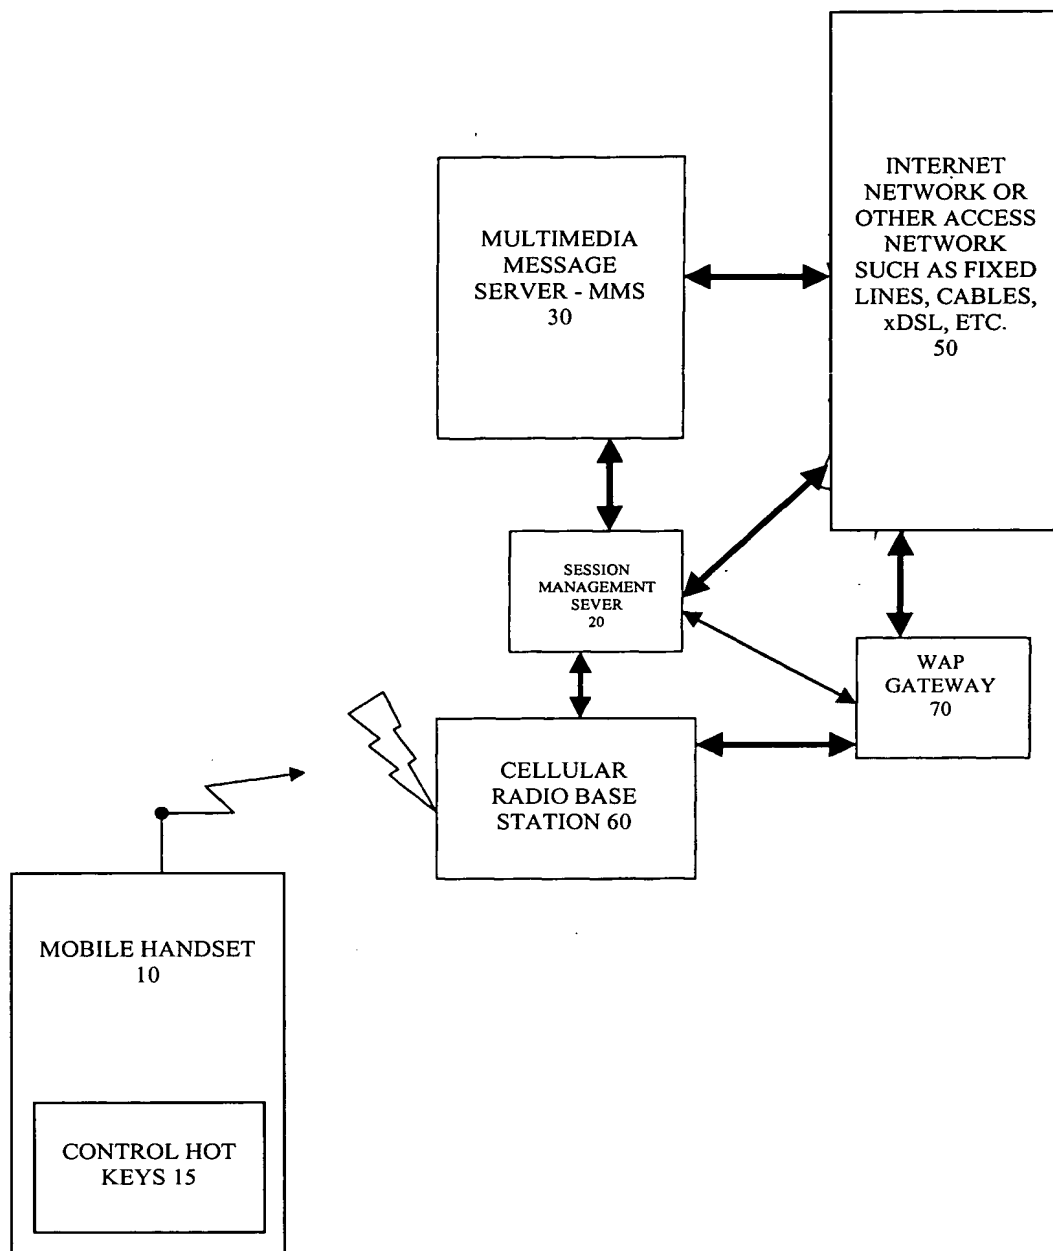 INTERNET
NETWORK OR
OTHER ACCESS
NETWORK
SUCH AS FIXED
LINES, CABLES,
xDSL, ETC.
50
MULTIMEDIA
MESSAGE
SERVER - MMS
30
SESSION
MANAGEMENT
SEVER
20
WAP
GATEWAY
70
CELLULAR
RADIO BASE
STATION 60
MOBILE HANDSET
10
CONTROL HOT
KEYS 15